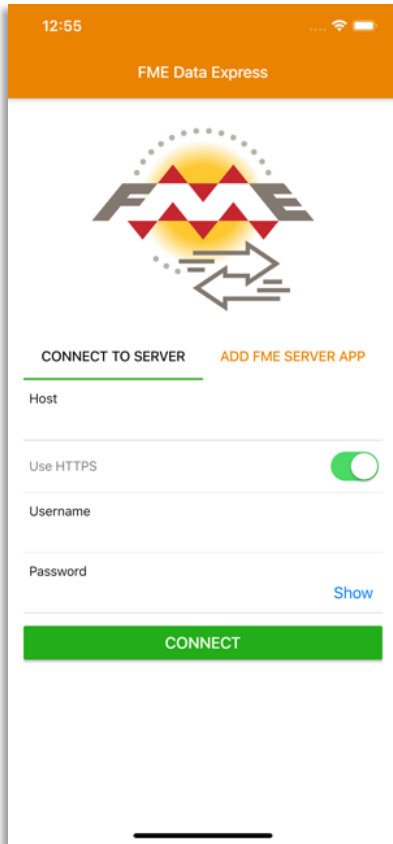 12:55
FME Data Express
FME
CONNECT TO SERVER
ADD FME SERVER APP
Host
Use HTTPS
Username
Password
Show
CONNECT